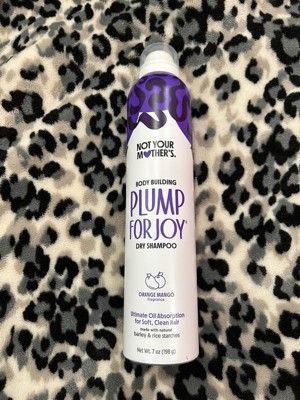 NOT YOUR
MOTHER'S.
BODY BUILDING
PLUMP
FOR JOY®
DRY SHAMPOO
ORANGE MANGO
fragrance
Ultimate Oil Absorption
for Soft, Clean Hair
made with natural
barley & rice starches
Net Wt. 7 oz (198 g)